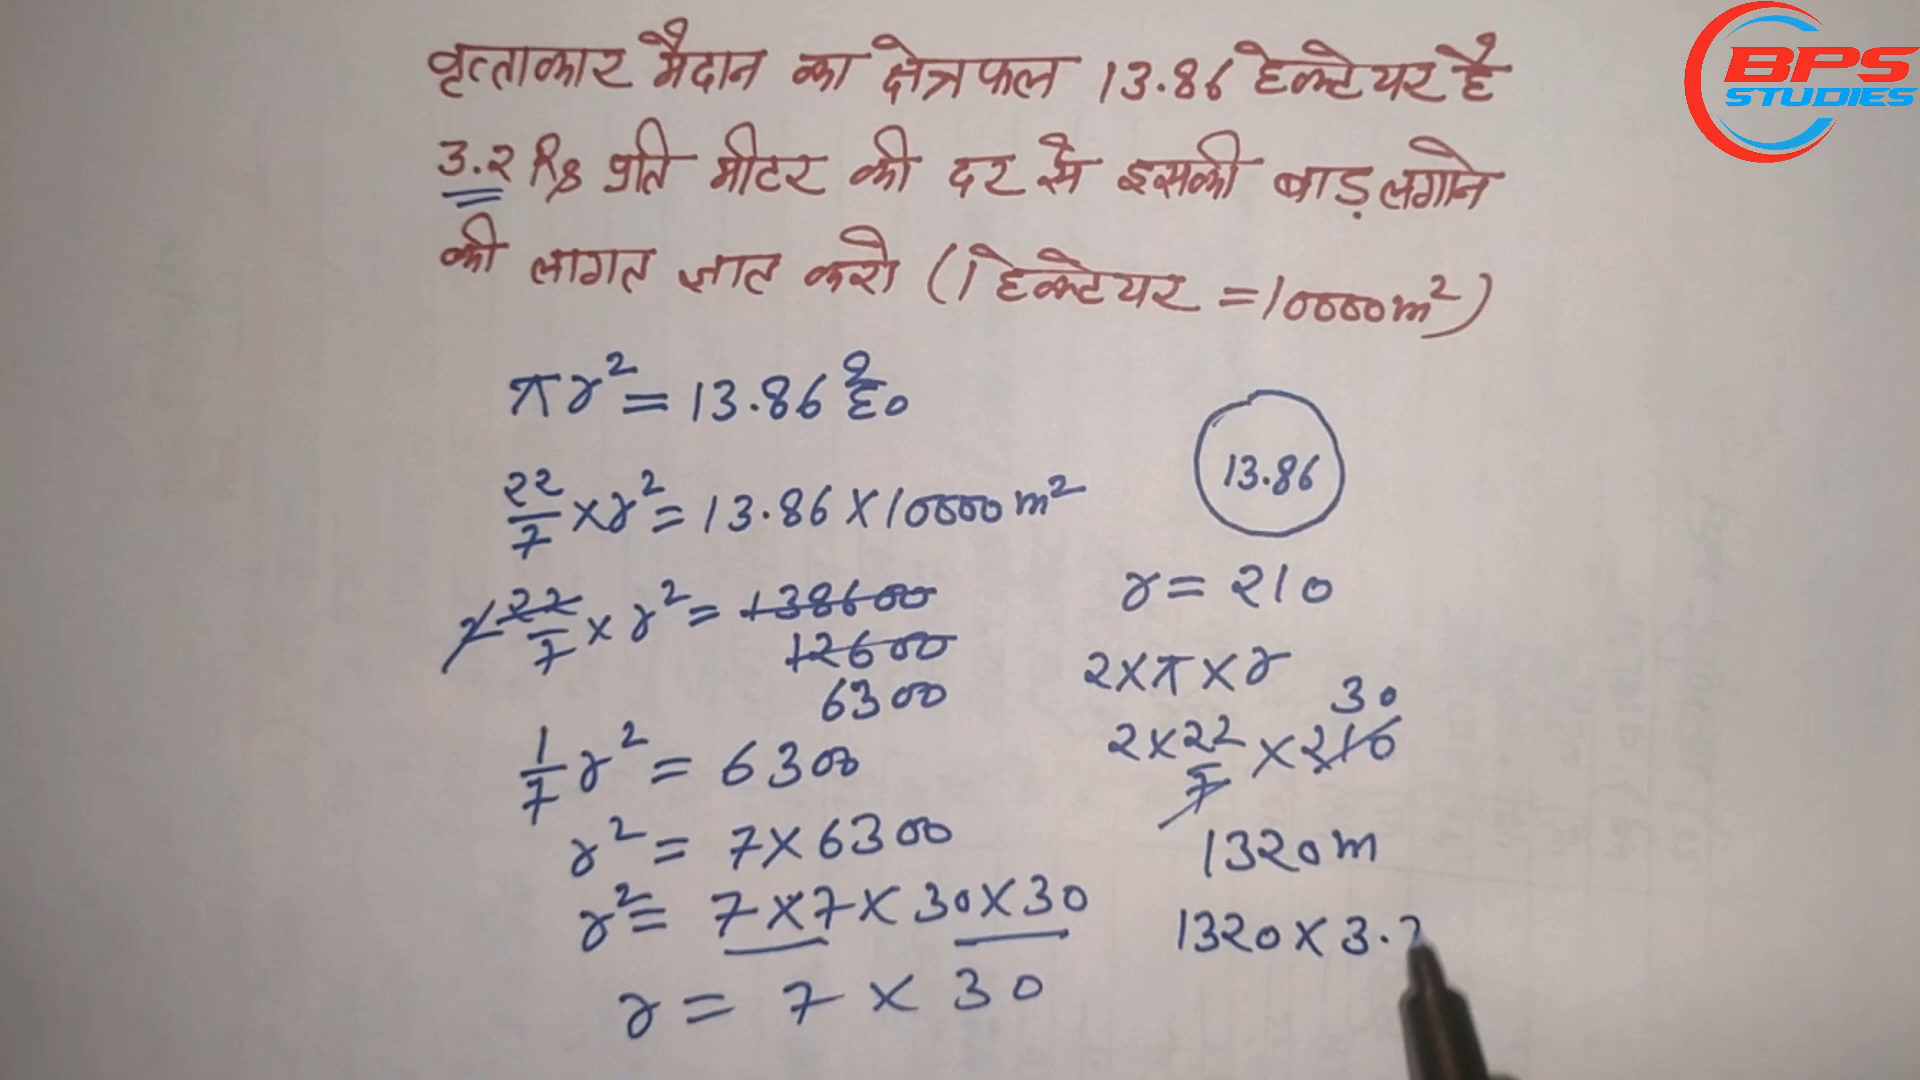 वृत्ताकार मैदान का क्षेत्रफल 13.86 हेक्टेयर है
3.2 Rs प्रति मीटर की दर से इसकी बाड़ लगाने
की लागत ज्ञात करो (1 हेक्टेयर = 10000m²)
πr² = 13.86 हे०
22/7 × r² = 13.86 × 10000 m²
22/7 × r² = 138600
12600
6300
1/7 r² = 6300
r² = 7 × 6300
r² = 7 × 7 × 30 × 30
r = 7 × 30
13.86
r = 210
2 × π × r
30
2 × 22/7 × 210
1320m
1320 × 3.2
BPS
STUDIES